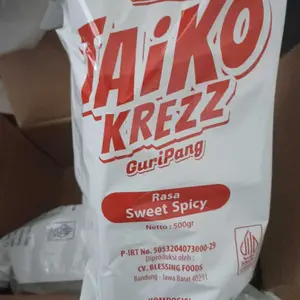 TAiKO
KREZZ
GuriPang
Rasa
Sweet Spicy
Netto : 500gr
P-IRT No. 5053204073000-29
Diproduksi oleh :
CV. BLESSING FOODS
Bandung - Jawa Barat 40291
KOMPOSISI